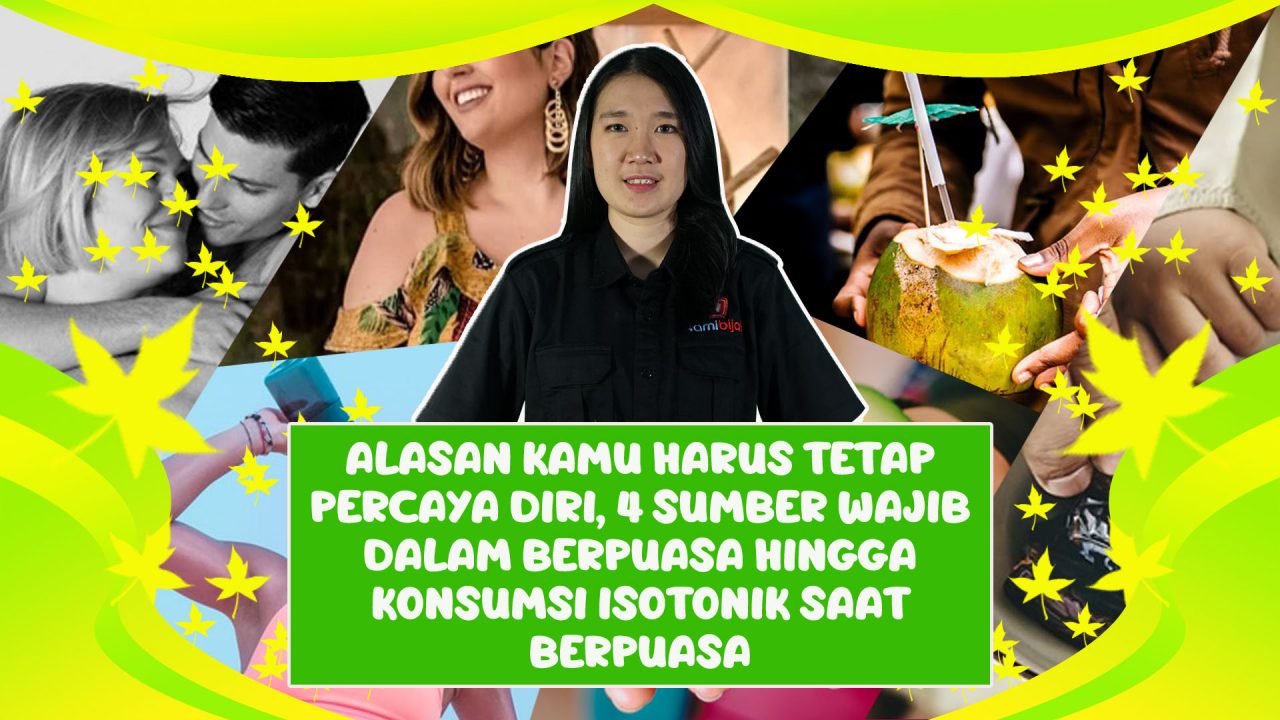 ALASAN KAMU HARUS TETAP
PERCAYA DIRI, 4 SUMBER WAJIB
DALAM BERPUASA HINGGA
KONSUMSI ISOTONIK SAAT
BERPUASA